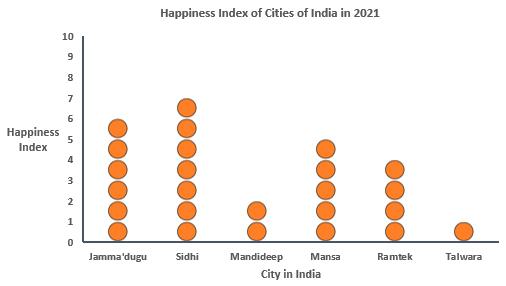 Happiness Index of Cities of India in 2021
10
9
8
7
6
5
4
3
2
1
0
Happiness
Index
Jamma'dugu Sidhi Mandideep Mansa Ramtek Talwara
City in India